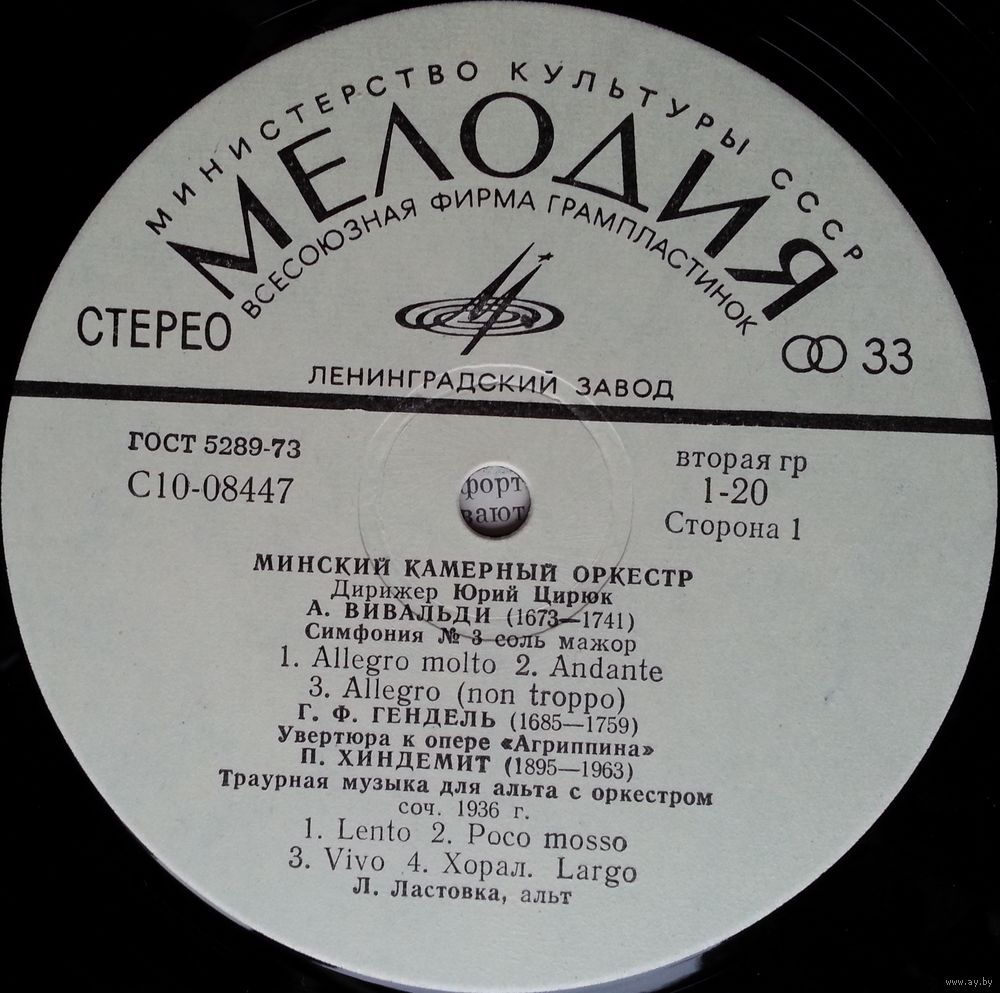 МИНИСТЕРСТВО КУЛЬТУРЫ СССР
МЕЛОДИЯ
ВСЕСОЮЗНАЯ ФИРМА ГРАМПЛАСТИНОК
СТЕРЕО
33
ЛЕНИНГРАДСКИЙ ЗАВОД
ГОСТ 5289-73
С10-08447
вторая гр
1-20
Сторона 1
форт
вают
МИНСКИЙ КАМЕРНЫЙ ОРКЕСТР
Дирижер Юрий Цирюк
А. ВИВАЛЬДИ (1673—1741)
Симфония № 3 соль мажор
1. Allegro molto 2. Andante
3. Allegro (non troppo)
Г. Ф. ГЕНДЕЛЬ (1685—1759)
Увертюра к опере «Агриппина»
П. ХИНДЕМИТ (1895—1963)
Траурная музыка для альта с оркестром
соч. 1936 г.
1. Lento 2. Poco mosso
3. Vivo 4. Хорал. Largo
Л. Ластовка, альт
www.ay.by